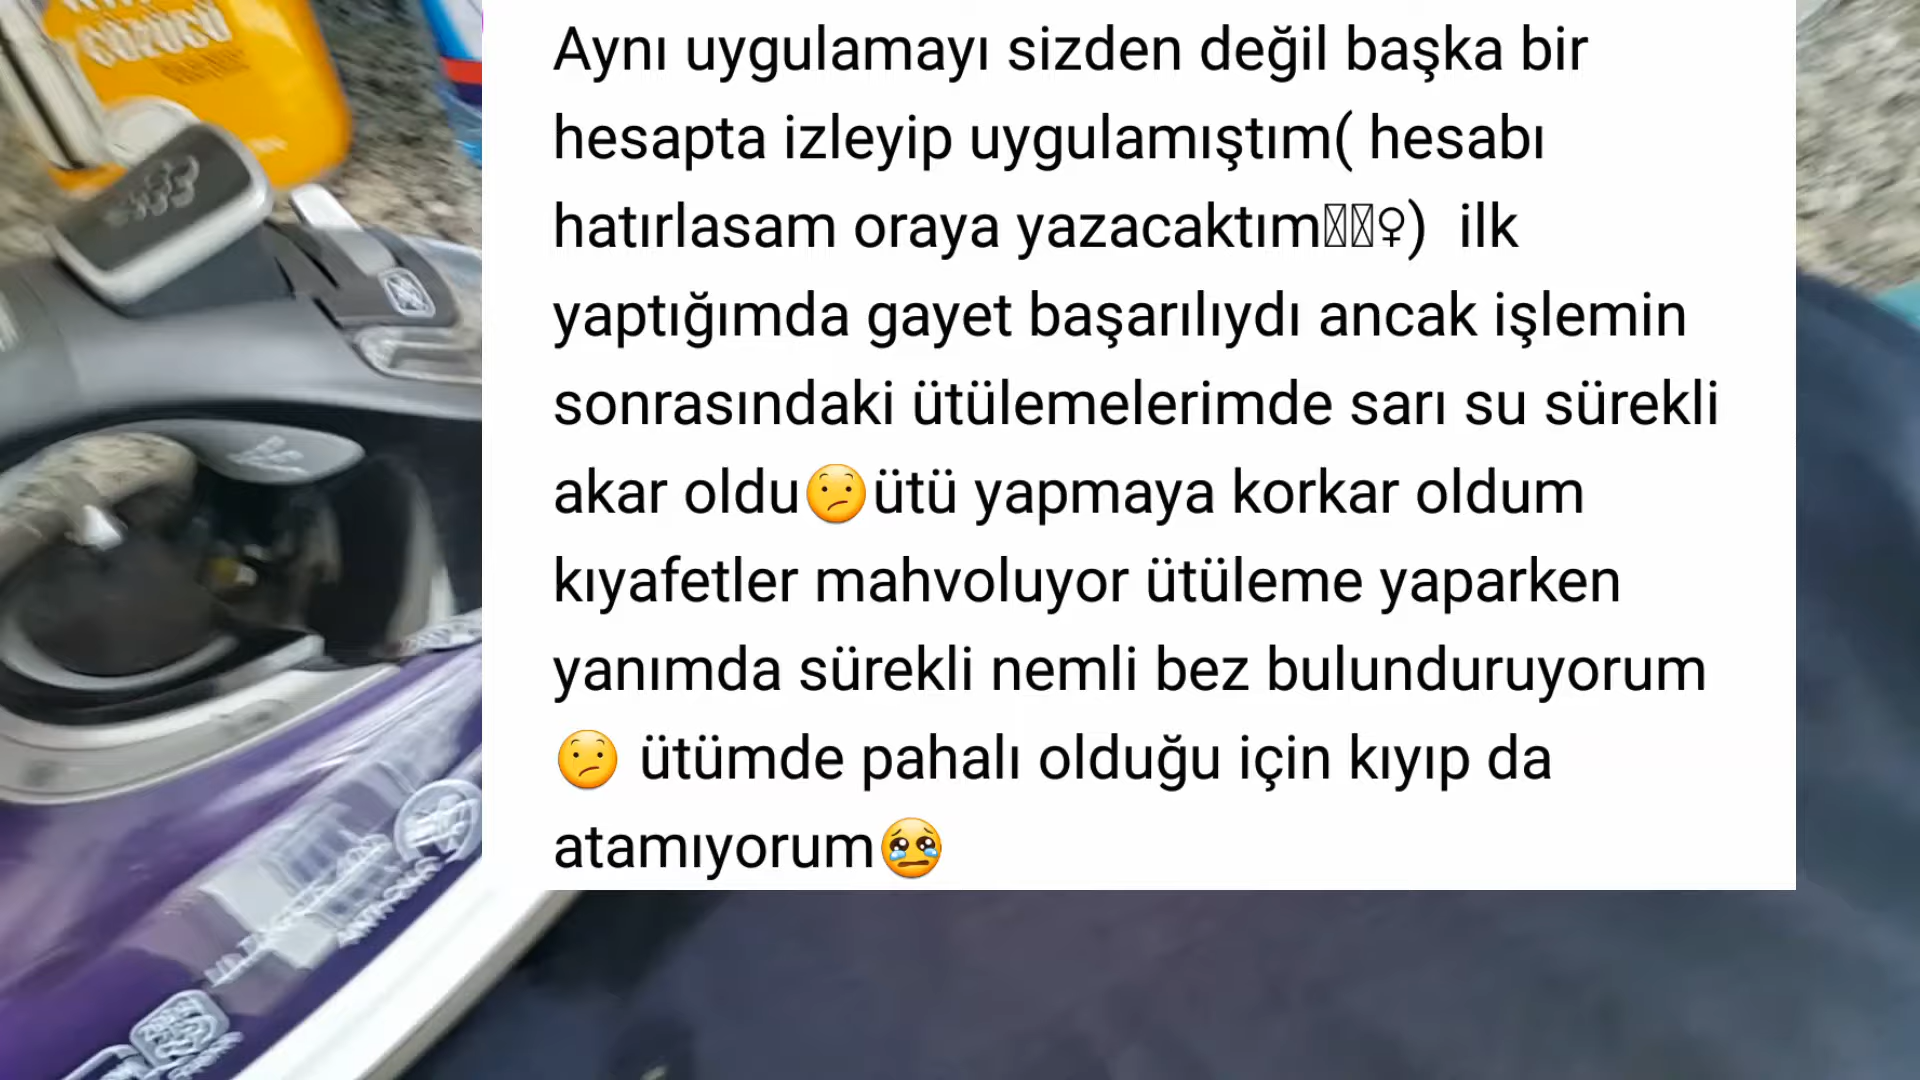 ÇÖZÜCÜ
Aynı uygulamayı sizden değil başka bir
hesapta izleyip uygulamıştım( hesabı
hatırlasam oraya yazacaktım♀)  ilk
yaptığımda gayet başarılıydı ancak işlemin
sonrasındaki ütülemelerimde sarı su sürekli
akar oldu😕ütü yapmaya korkar oldum
kıyafetler mahvoluyor ütüleme yaparken
yanımda sürekli nemli bez bulunduruyorum
😕 ütümde pahalı olduğu için kıyıp da
atamıyorum😢